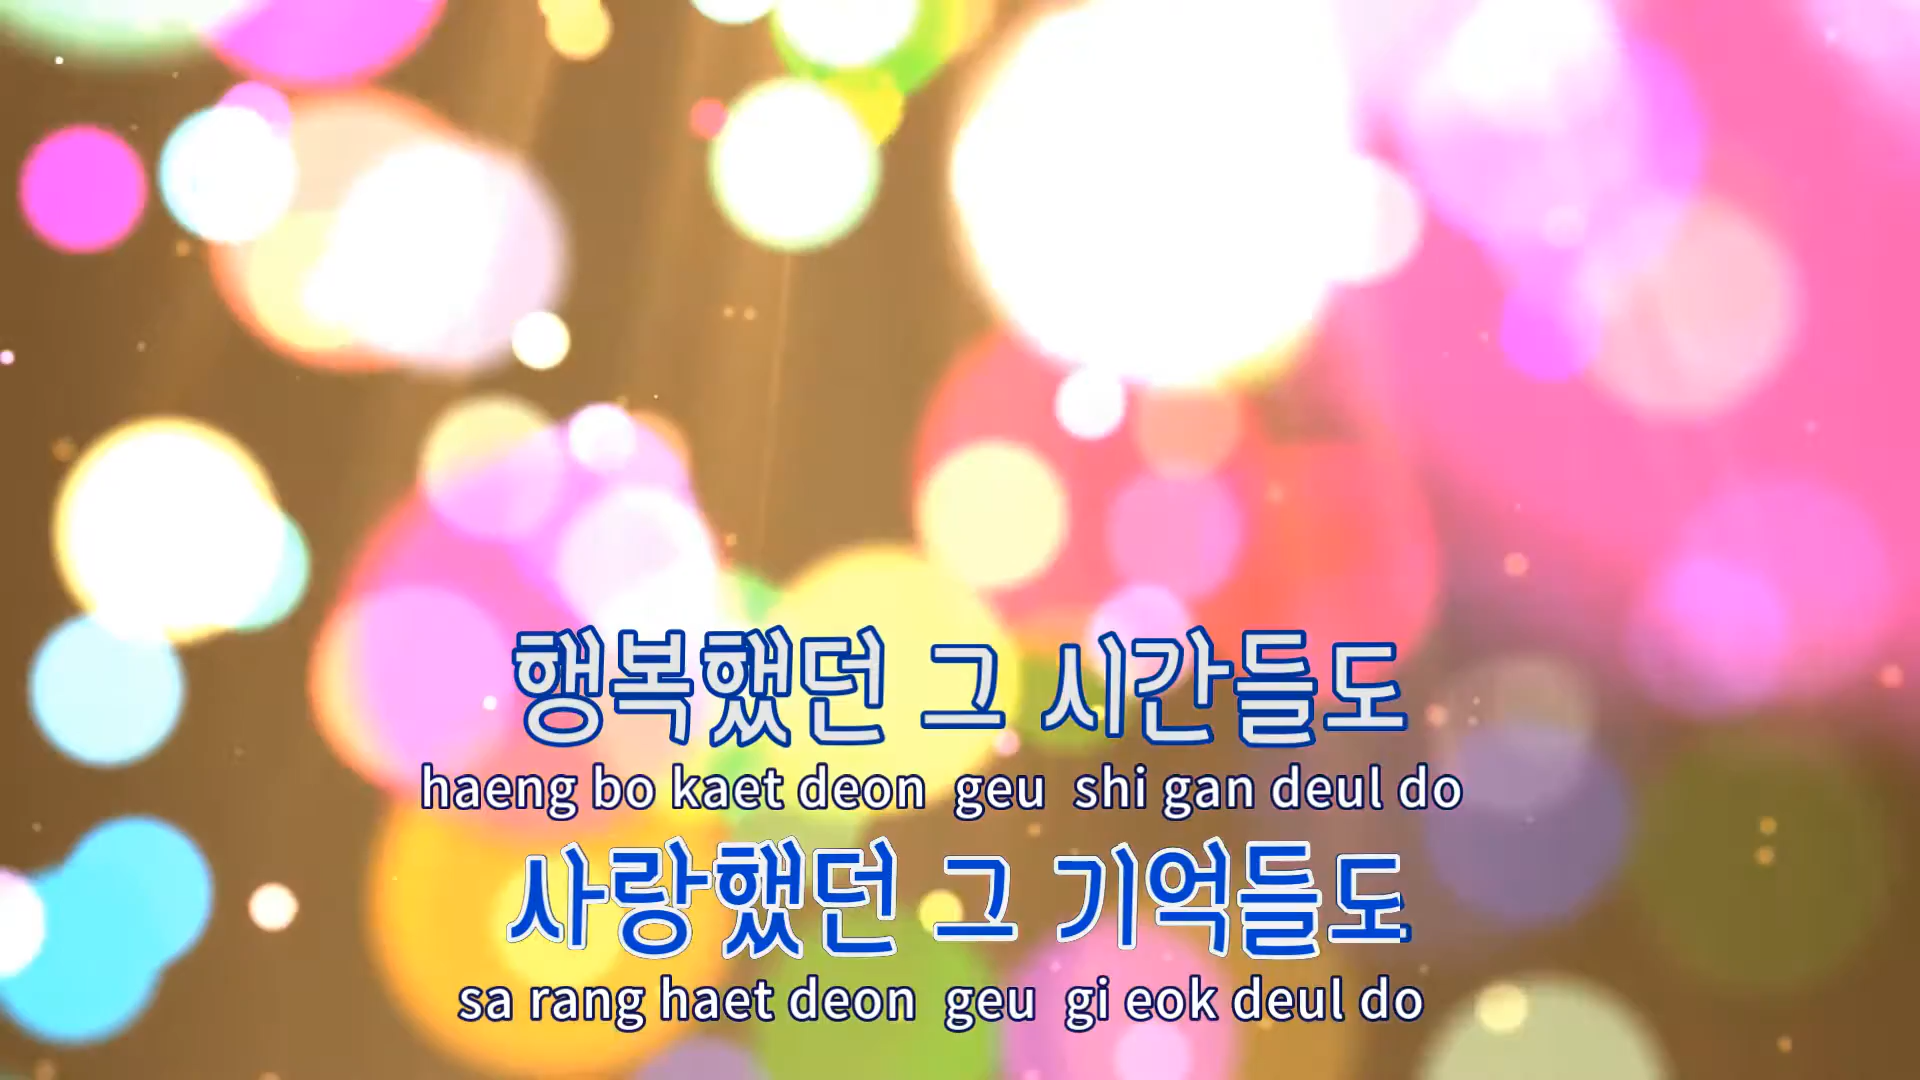 행복했던 그 시간들도
haeng bo kaet deon geu shi gan deul do
사랑했던 그 기억들도
sa rang haet deon geu gi eok deul do